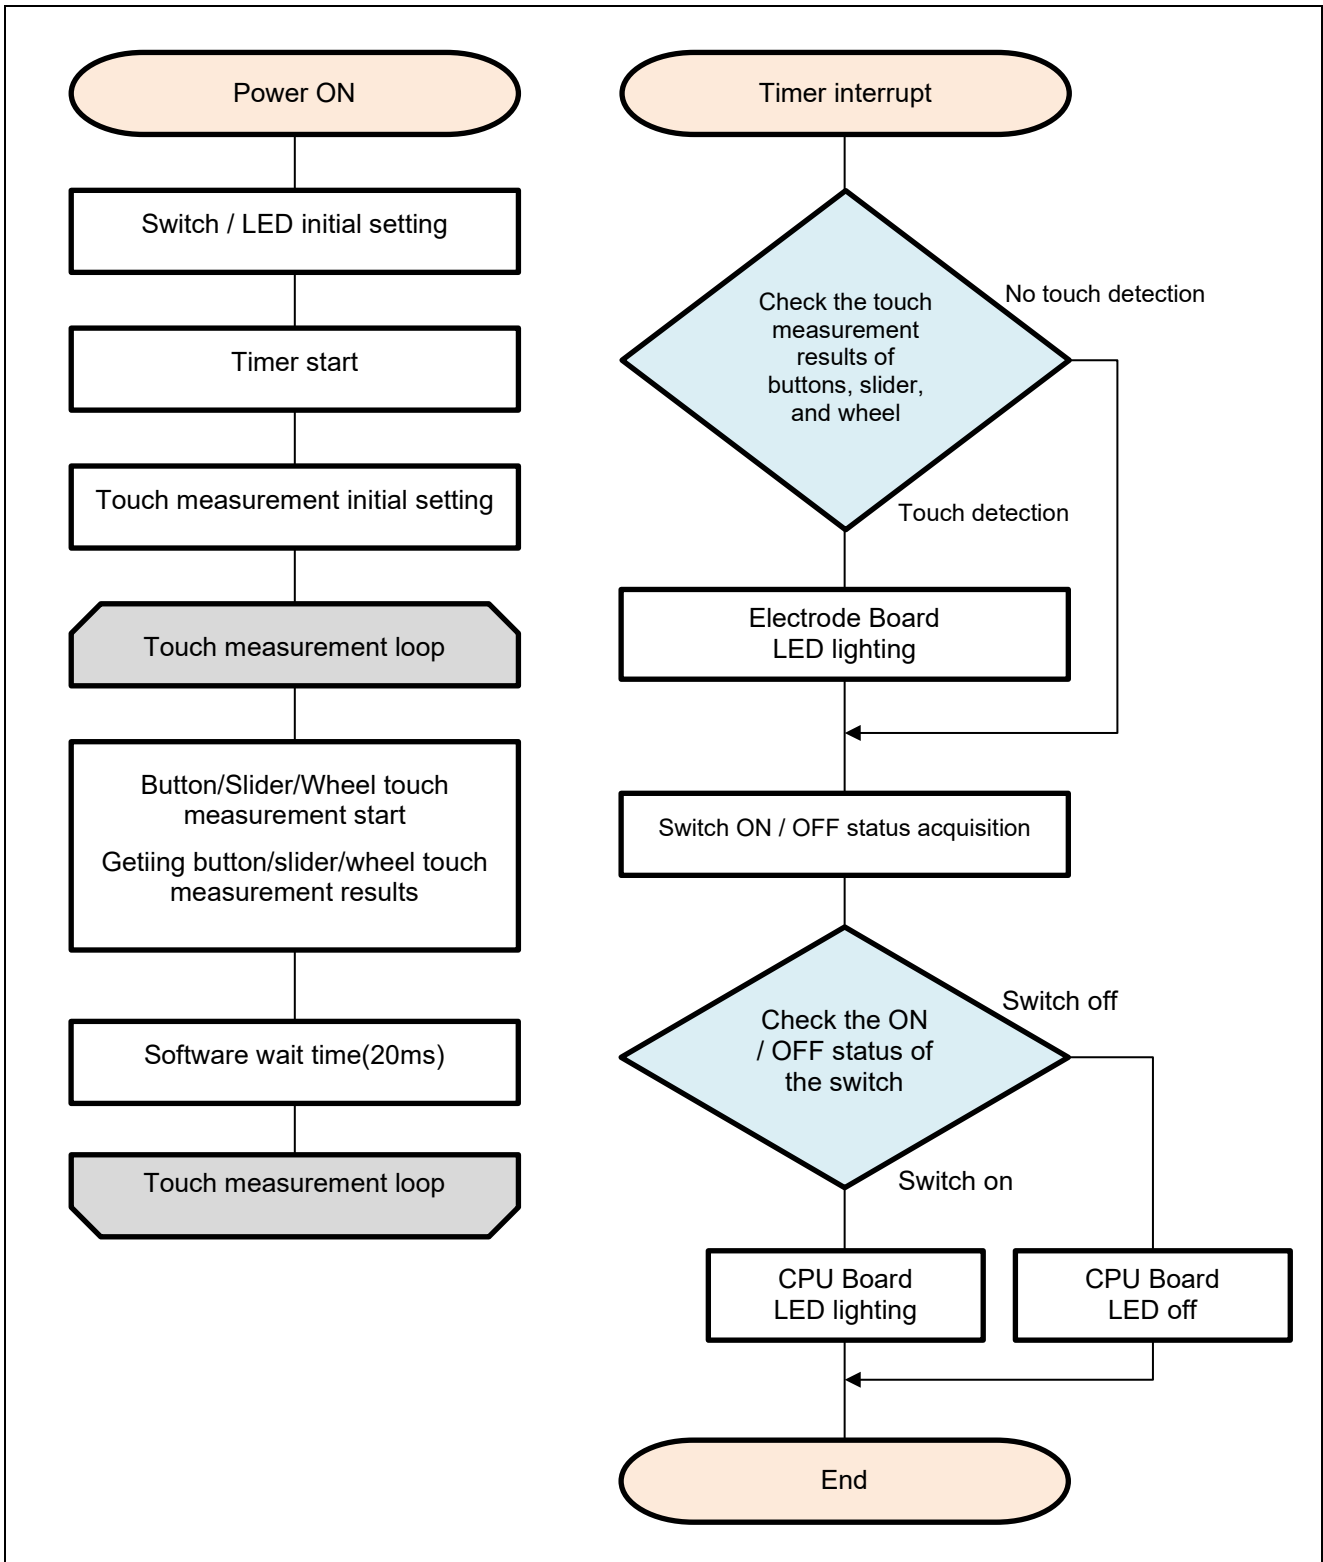 Power ON
Switch / LED initial setting
Timer start
Touch measurement initial setting
Touch measurement loop
Button/Slider/Wheel touch
measurement start
Getiing button/slider/wheel touch
measurement results
Software wait time(20ms)
Touch measurement loop
Timer interrupt
Check the touch
measurement
results of
buttons, slider,
and wheel
No touch detection
Touch detection
Electrode Board
LED lighting
Switch ON / OFF status acquisition
Check the ON
/ OFF status of
the switch
Switch off
Switch on
CPU Board
LED lighting
CPU Board
LED off
End